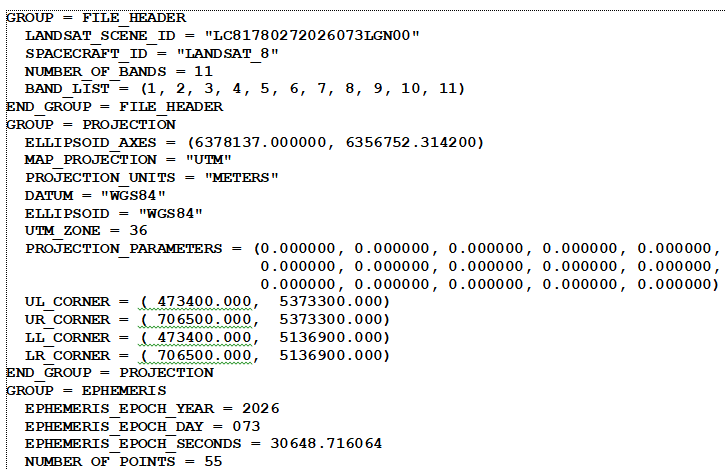 GROUP = FILE_HEADER
  LANDSAT_SCENE_ID = "LC81780272026073LGN00"
  SPACECRAFT_ID = "LANDSAT_8"
  NUMBER_OF_BANDS = 11
  BAND_LIST = (1, 2, 3, 4, 5, 6, 7, 8, 9, 10, 11)
END_GROUP = FILE_HEADER
GROUP = PROJECTION
  ELLIPSOID_AXES = (6378137.000000, 6356752.314200)
  MAP_PROJECTION = "UTM"
  PROJECTION_UNITS = "METERS"
  DATUM = "WGS84"
  ELLIPSOID = "WGS84"
  UTM_ZONE = 36
  PROJECTION_PARAMETERS = (0.000000, 0.000000, 0.000000, 0.000000, 0.000000,
                           0.000000, 0.000000, 0.000000, 0.000000, 0.000000,
                           0.000000, 0.000000, 0.000000, 0.000000, 0.000000)
  UL_CORNER = ( 473400.000,  5373300.000)
  UR_CORNER = ( 706500.000,  5373300.000)
  LL_CORNER = ( 473400.000,  5136900.000)
  LR_CORNER = ( 706500.000,  5136900.000)
END_GROUP = PROJECTION
GROUP = EPHEMERIS
  EPHEMERIS_EPOCH_YEAR = 2026
  EPHEMERIS_EPOCH_DAY = 073
  EPHEMERIS_EPOCH_SECONDS = 30648.716064
  NUMBER_OF_POINTS = 55